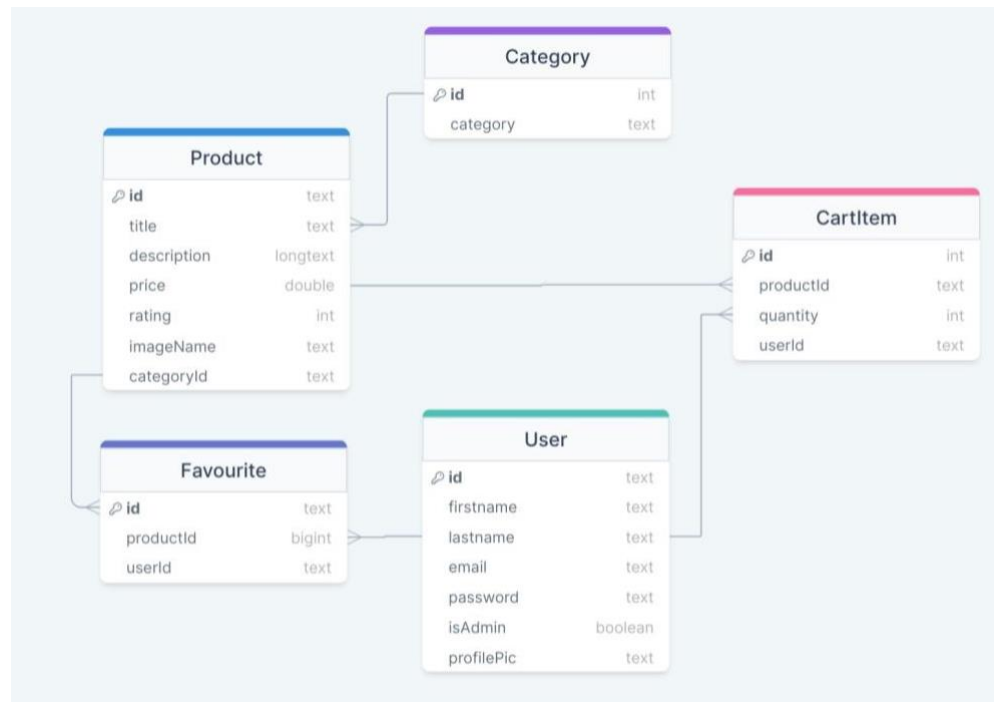 Category
id int
category text
Product
id text
title text
description longtext
price double
rating int
imageName text
categoryId text
CartItem
id int
productId text
quantity int
userId text
Favourite
id text
productId bigint
userId text
User
id text
firstname text
lastname text
email text
password text
isAdmin boolean
profilePic text